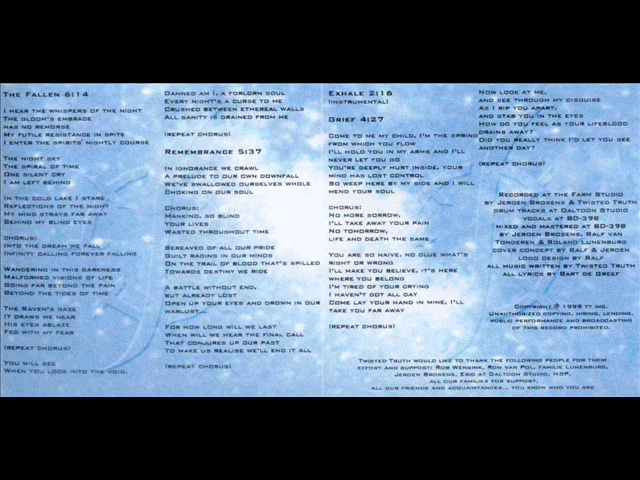 The Fallen 6:14
I hear the whispers of the night
The gloom's embrace
has no remorse
My futile resistance in spite
I enter the spirits' nightly course
The night sky
The spiral of time
One silent cry
I am left behind
In the cold lake I stare
Reflections of the night
My mind strays far away
Behind my blind eyes
Chorus:
Into the dream we fall
Infinity calling forever falling
Wandering in this darkness
Malformed visions of life
Going far beyond the pain
Beyond the tides of time
The Raven's gaze
It draws me near
His eyes ablaze
Fed with my fear
(repeat chorus)
You will see
When you look into the void,
Damned am I, a forlorn soul
Every night's a curse to me
Crushed between ethereal walls
All sanity is drained from me
(repeat chorus)
Remembrance 5:37
In ignorance we crawl
A prelude to our own downfall
We've swallowed ourselves whole
Choking on our soul
Chorus:
Mankind, so blind
Your lives
Wasted throughout time
Bereaved of all our pride
Guilt raging in our minds
On the trail of blood that's spilled
Towards destiny we ride
A battle without end,
but already lost
Open up your eyes and drown in our
warlust...
For how long will we last
When will we hear the final call
That conjures up our past
To make us realise we'll end it all
(repeat chorus)
Exhale 2:16
(instrumental)
Grief 4:27
Come to me my child, I'm the spring
from which you flow
I'll hold you in my arms and I'll
never let you go
You're deeply hurt inside, your
mind has lost control
So weep here by my side and I will
mend your soul
chorus:
No more sorrow,
I'll take away your pain
No tomorrow,
Life and death the same
You are so naive, no clue what's
right or wrong
I'll make you believe, it's here
where you belong
I'm tired of your crying
I haven't got all day
Come lay your hand in mine, I'll
take you far away
(repeat chorus)
Now look at me,
and see through my disguise
As I rip you apart,
and stab you in the eyes
How do you feel as your lifeblood
drains away?
Did you really think I'd let you see
another day?
(repeat chorus)
Recorded at the Farm Studio
by Jeroen Brosens & Twisted Truth
drum tracks at Daltoon Studio
vocals at BD-398
mixed and mastered at BD-398
by Jeroen Brosens, Ralf van
Tongeren & Roland Lunenburg
cover concept by Ralf & Jeroen
logo design by Ralf
All music written by Twisted Truth
All lyrics by Bart de Greef
Copyright @ 1999 TT inc.
Unauthorized copying, hiring, lending,
public performance and broadcasting
of this record prohibited.
Twisted Truth would like to thank the following people for their
effort and support: Rob Wensink, Ron van Pol, Familie Lunenburg,
Jeroen Brosens, Eric at Daltoon Studio, HSP,
all our families for support,
all our friends and acquaintances... you know who you are